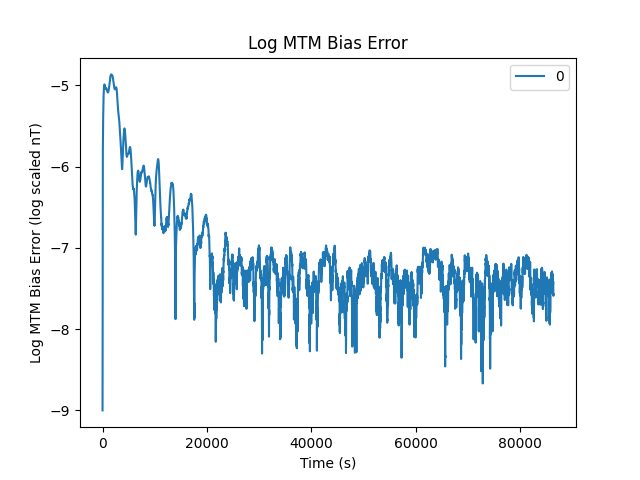 Log MTM Bias Error
0
Log MTM Bias Error (log scaled nT)
−5
−6
−7
−8
−9
0 20000 40000 60000 80000
Time (s)